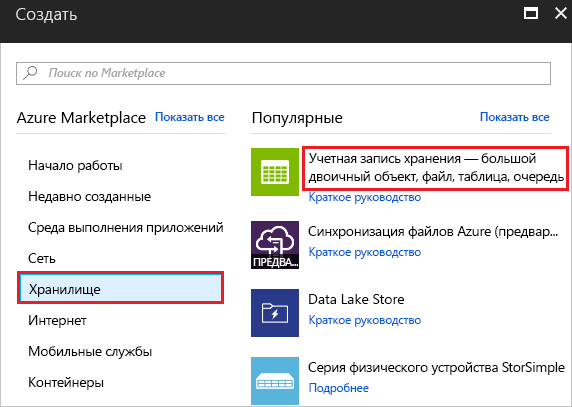 Создать
Поиск по Marketplace
Azure Marketplace
Показать все
Начало работы
Недавно созданные
Среда выполнения приложений
Сеть
Хранилище
Интернет
Мобильные службы
Контейнеры
Популярные
Показать все
Учетная запись хранения — большой
двоичный объект, файл, таблица, очередь
Краткое руководство
ПРЕДВА...
Синхронизация файлов Azure (предвар...
Краткое руководство
Data Lake Store
Краткое руководство
Серия физического устройства StorSimple
Подробнее